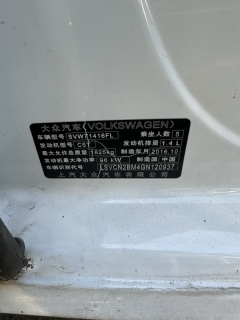 大众汽车(VOLKSWAGEN) 乘坐人数 5
车辆型号 SVW71416FL 发动机排量 1.4 L
发动机型号 CST 制造年月 2016.10
最大允许总质量 1825kg
发动机最大净功率 96 kW 制造国 中国
车辆识别代号 LSVCN2BM4GN120937
上汽大众汽车有限公司